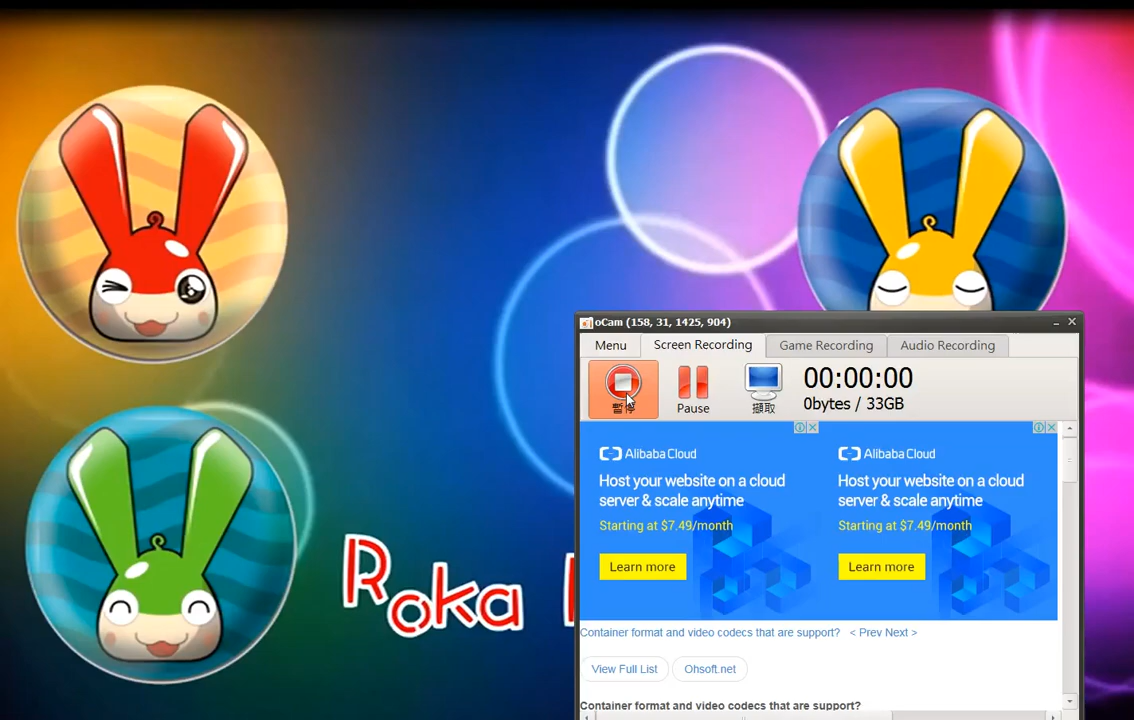 oCam (158, 31, 1425, 904)
Menu
Screen Recording
Game Recording
Audio Recording
暫停
Pause
擷取
00:00:00
0bytes / 33GB
Alibaba Cloud
Host your website on a cloud
server & scale anytime
Starting at $7.49/month
Learn more
Alibaba Cloud
Host your website on a cloud
server & scale anytime
Starting at $7.49/month
Learn more
Roka
Container format and video codecs that are support? < Prev Next >
View Full List
Ohsoft.net
Container format and video codecs that are support?